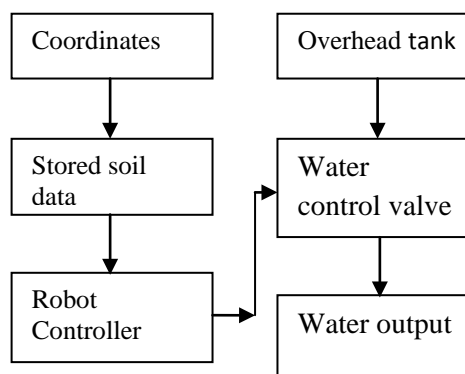 Coordinates
Overhead tank
Stored soil
data
Water
control valve
Robot
Controller
Water output